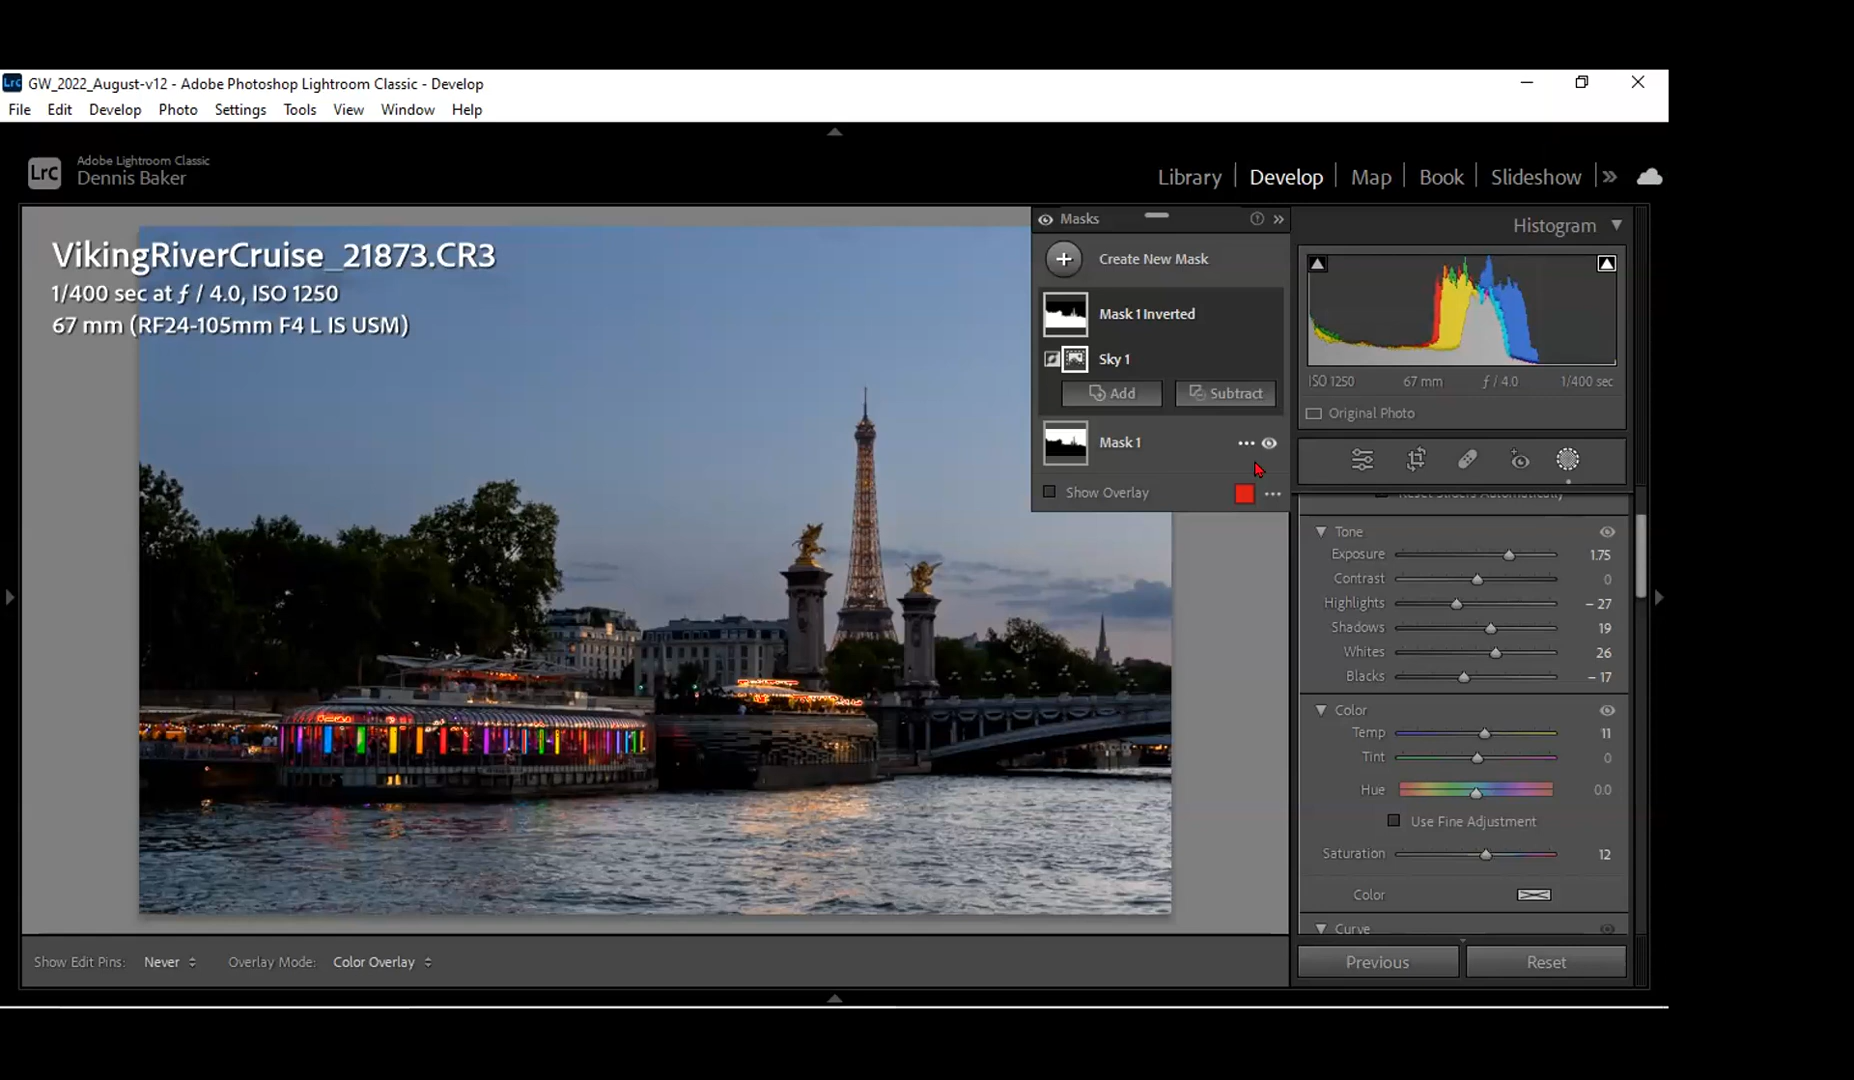 GW_2022_August-v12 - Adobe Photoshop Lightroom Classic - Develop
File Edit Develop Photo Settings Tools View Window Help
Adobe Lightroom Classic
Dennis Baker
Library Develop Map Book Slideshow
VikingRiverCruise_21873.CR3
1/400 sec at ƒ / 4.0, ISO 1250
67 mm (RF24-105mm F4 L IS USM)
Masks
Create New Mask
Mask 1 Inverted
Sky 1
Add Subtract
Mask 1
Show Overlay
Histogram
ISO 1250 67 mm ƒ / 4.0 1/400 sec
Original Photo
Reset Sliders Automatically
Tone
Exposure 1.75
Contrast 0
Highlights – 27
Shadows 19
Whites 26
Blacks – 17
Color
Temp 11
Tint 0
Hue 0.0
Use Fine Adjustment
Saturation 12
Color
Curve
Previous Reset
Show Edit Pins: Never Overlay Mode: Color Overlay